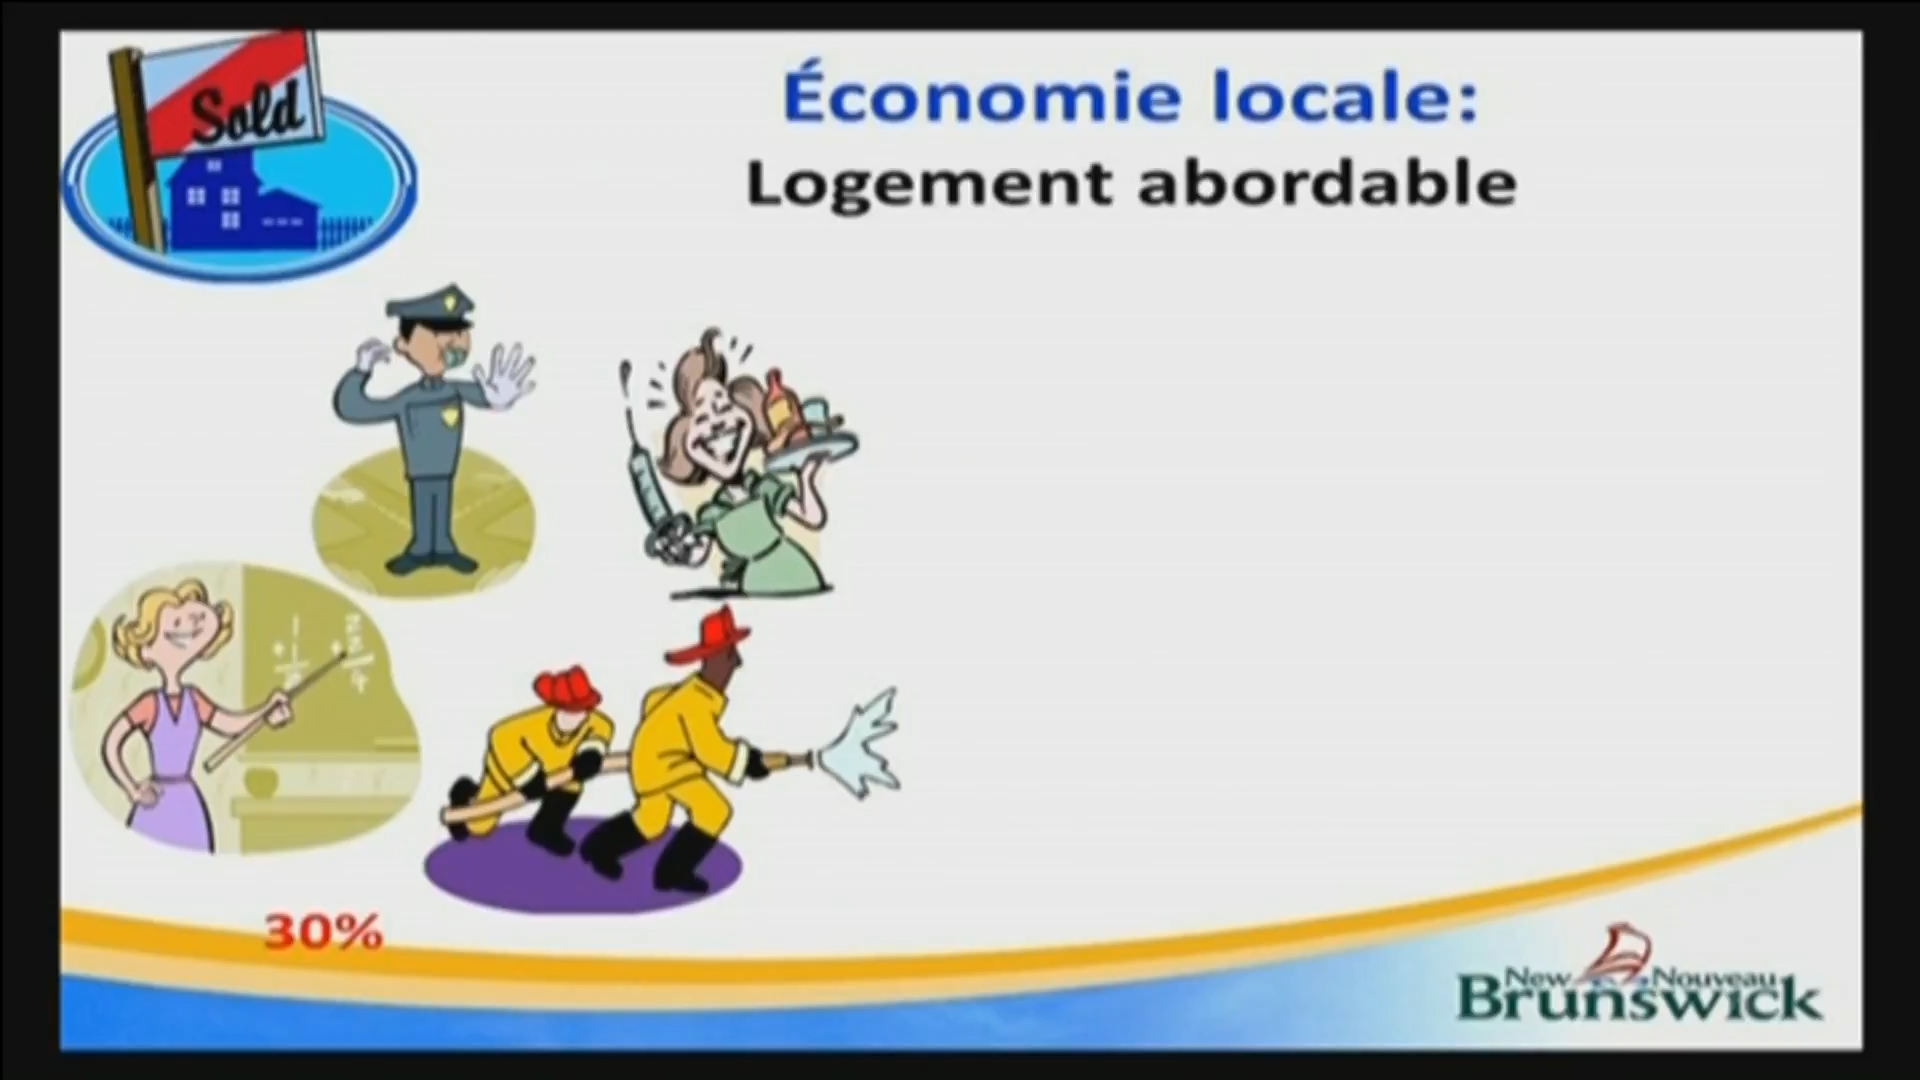 Sold
Économie locale:
Logement abordable
30%
New Nouveau
Brunswick